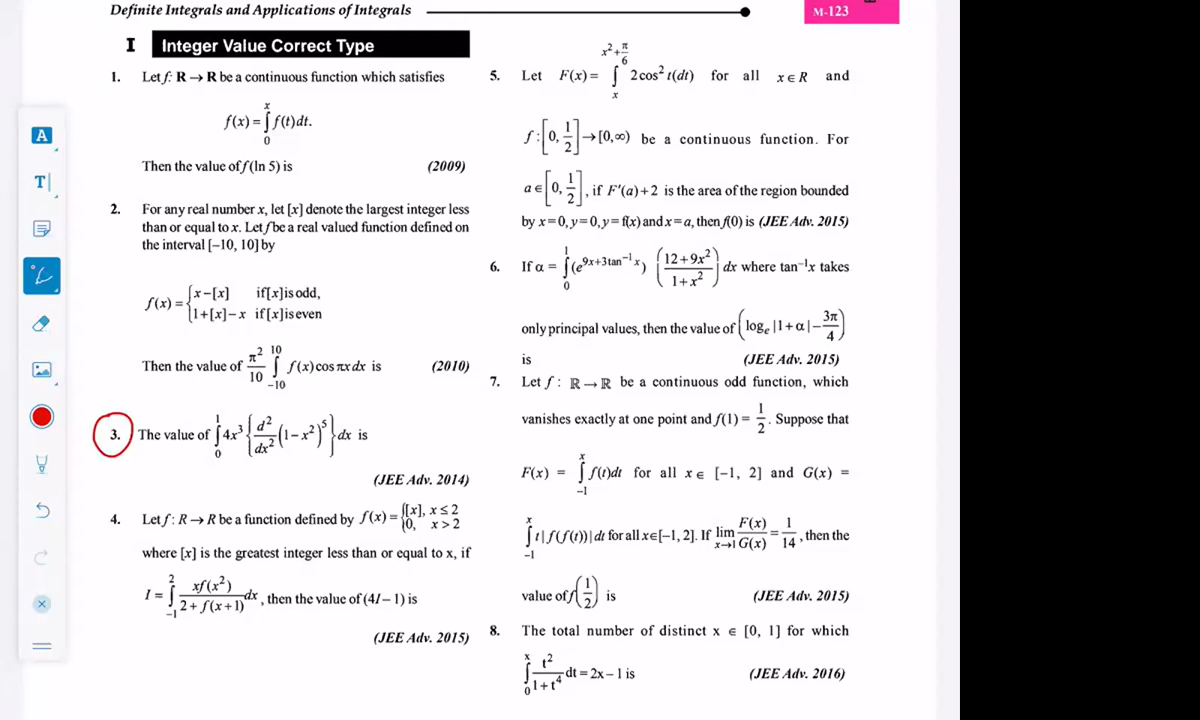 Definite Integrals and Applications of Integrals
M-123
I Integer Value Correct Type
1. Let f: R → R be a continuous function which satisfies
f(x) = ∫₀ˣ f(t)dt.
Then the value of f(ln 5) is (2009)
2. For any real number x, let [x] denote the largest integer less
than or equal to x. Let f be a real valued function defined on
the interval [−10, 10] by
f(x) = { x−[x] if[x]is odd,
1+[x]−x if[x]is even
Then the value of π²/10 ∫₋₁₀¹⁰ f(x) cos πx dx is (2010)
3. The value of ∫₀¹ 4x³ { d²/dx² (1−x²)⁵ } dx is
(JEE Adv. 2014)
4. Let f : R → R be a function defined by f(x) = { [x], x ≤ 2
0, x > 2
where [x] is the greatest integer less than or equal to x, if
I = ∫₋₁² xf(x²)/(2+f(x+1)) dx, then the value of (4I − 1) is
(JEE Adv. 2015)
5. Let F(x) = ∫ₓ^(x²+π/6) 2cos² t(dt) for all x ∈ R and
f : [0, 1/2] → [0, ∞) be a continuous function. For
a ∈ [0, 1/2], if F′(a)+2 is the area of the region bounded
by x = 0, y = 0, y = f(x) and x = a, then f(0) is (JEE Adv. 2015)
6. If α = ∫₀¹ (e^(9x+3tan⁻¹x)) ((12+9x²)/(1+x²)) dx where tan⁻¹x takes
only principal values, then the value of (logₑ |1+α| − 3π/4)
is (JEE Adv. 2015)
7. Let f : ℝ → ℝ be a continuous odd function, which
vanishes exactly at one point and f(1) = 1/2. Suppose that
F(x) = ∫₋₁ˣ f(t)dt for all x ∈ [−1, 2] and G(x) =
∫₋₁ˣ t|f(f(t))|dt for all x∈[−1, 2]. If lim x→1 F(x)/G(x) = 1/14, then the
value of f(1/2) is (JEE Adv. 2015)
8. The total number of distinct x ∈ [0, 1] for which
∫₀ˣ t²/(1+t⁴) dt = 2x − 1 is (JEE Adv. 2016)